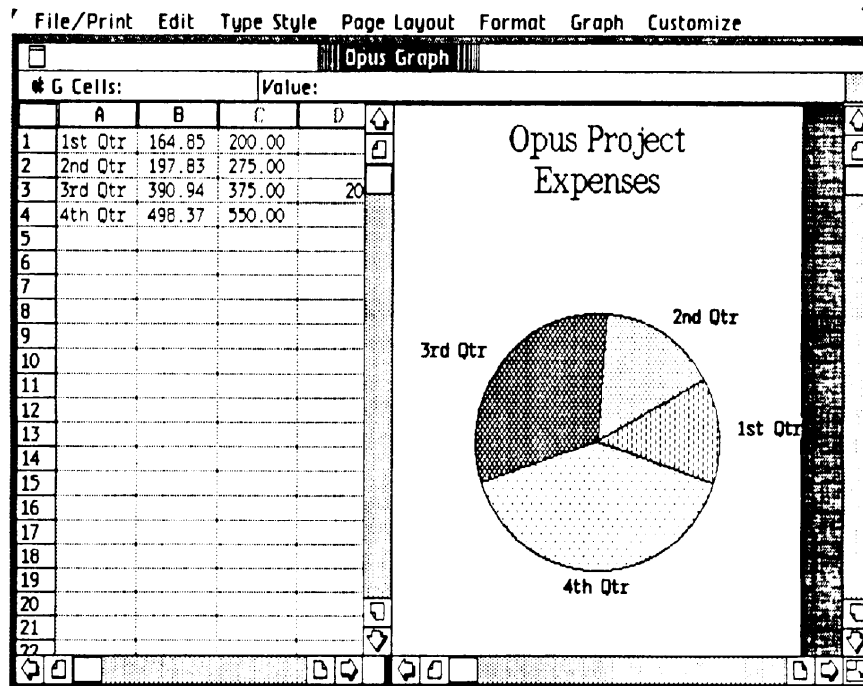 File/Print Edit Type Style Page Layout Format Graph Customize
Opus Graph
G Cells: Value:
A B C D
1 1st Qtr 164.85 200.00
2 2nd Qtr 197.83 275.00
3 3rd Qtr 390.94 375.00 20
4 4th Qtr 498.37 550.00
5
6
7
8
9
10
11
12
13
14
15
16
17
18
19
20
21
22
Opus Project
Expenses
2nd Qtr
3rd Qtr
1st Qtr
4th Qtr